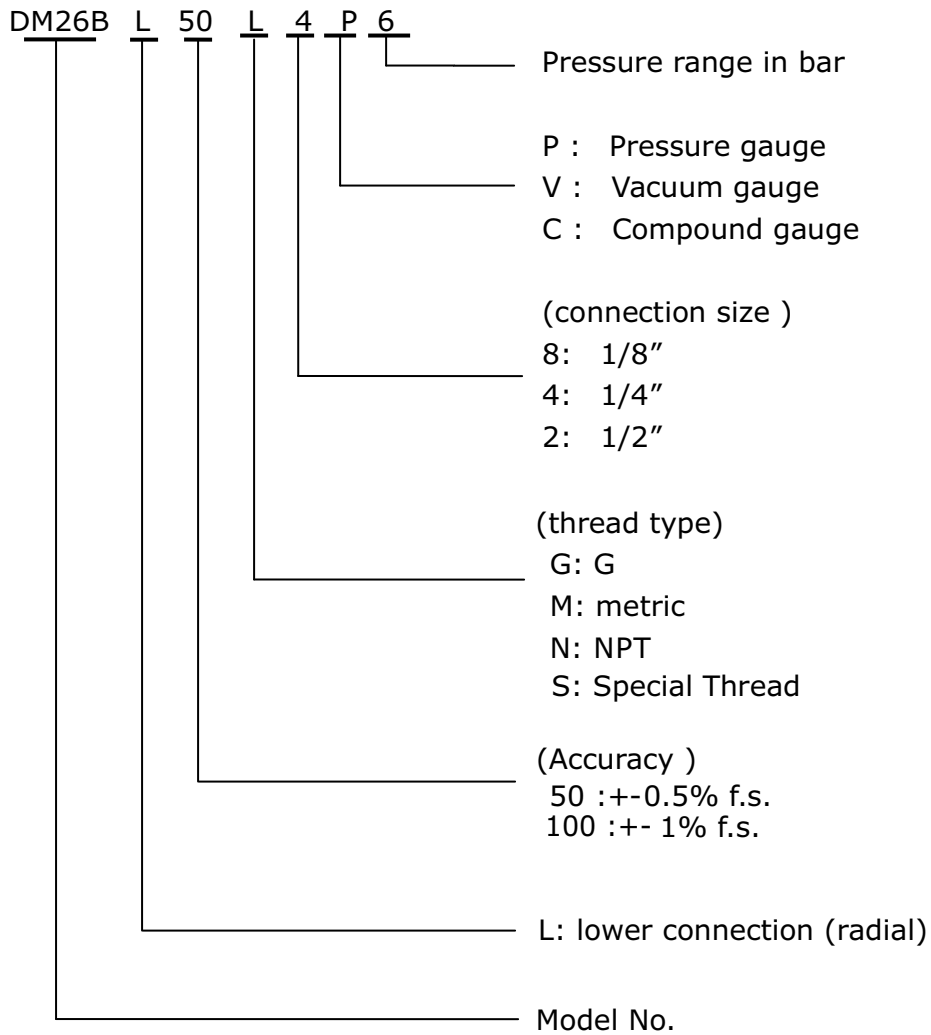 DM26B L 50 L 4 P 6
Pressure range in bar
P : Pressure gauge
V : Vacuum gauge
C : Compound gauge
(connection size )
8: 1/8″
4: 1/4″
2: 1/2″
(thread type)
G: G
M: metric
N: NPT
S: Special Thread
(Accuracy )
50 :+-0.5% f.s.
100 :+- 1% f.s.
L: lower connection (radial)
Model No.